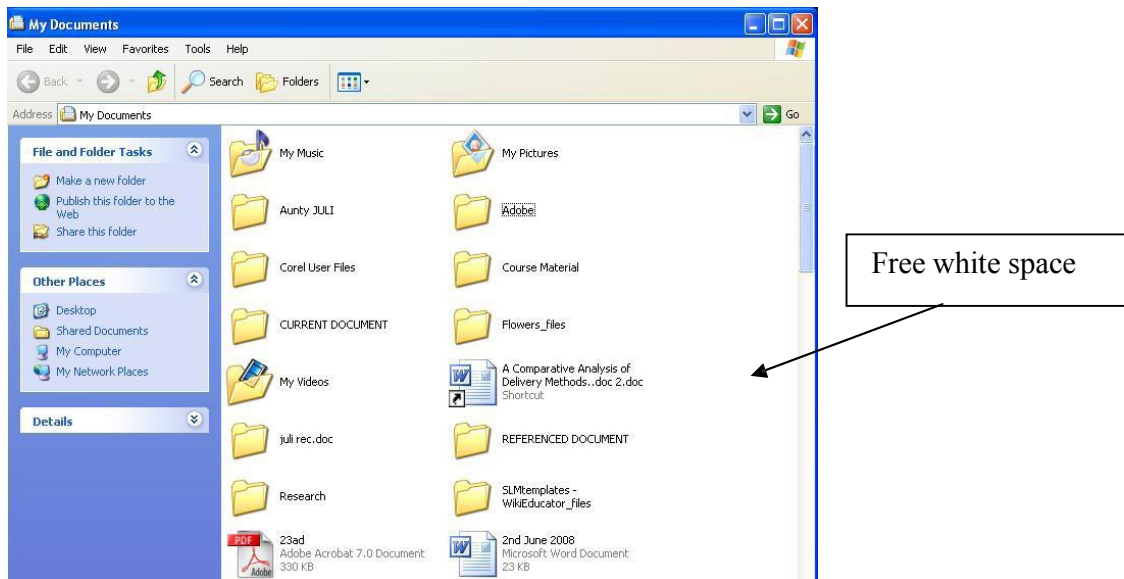 My Documents
File Edit View Favorites Tools Help
Back Search Folders
Address My Documents Go
File and Folder Tasks
Make a new folder
Publish this folder to the
Web
Share this folder
Other Places
Desktop
Shared Documents
My Computer
My Network Places
Details
My Music
My Pictures
Aunty JULI
Adobe
Corel User Files
Course Material
CURRENT DOCUMENT
Flowers_files
My Videos
W
A Comparative Analysis of
Delivery Methods..doc 2.doc
Shortcut
juli rec.doc
REFERENCED DOCUMENT
Research
SLMtemplates -
WikiEducator_files
PDF
Adobe
23ad
Adobe Acrobat 7.0 Document
330 KB
W
2nd June 2008
Microsoft Word Document
23 KB
Free white space